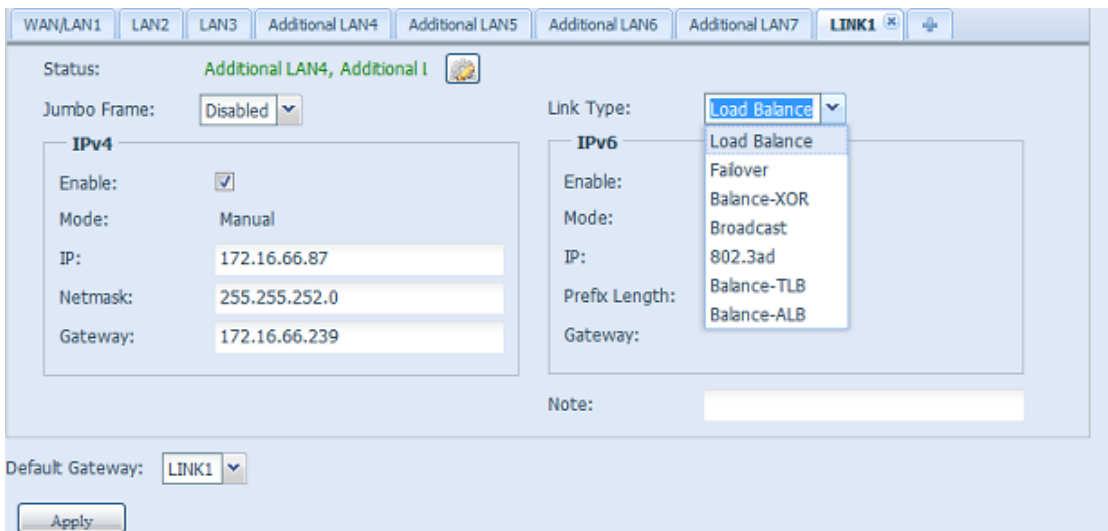 WAN/LAN1 LAN2 LAN3 Additional LAN4 Additional LAN5 Additional LAN6 Additional LAN7 LINK1
Status: Additional LAN4, Additional L
Jumbo Frame: Disabled Link Type: Load Balance
Load Balance
Failover
Balance-XOR
Broadcast
802.3ad
Balance-TLB
Balance-ALB
IPv4
Enable:
Mode: Manual
IP: 172.16.66.87
Netmask: 255.255.252.0
Gateway: 172.16.66.239
IPv6
Enable:
Mode:
IP:
Prefix Length:
Gateway:
Note:
Default Gateway: LINK1
Apply